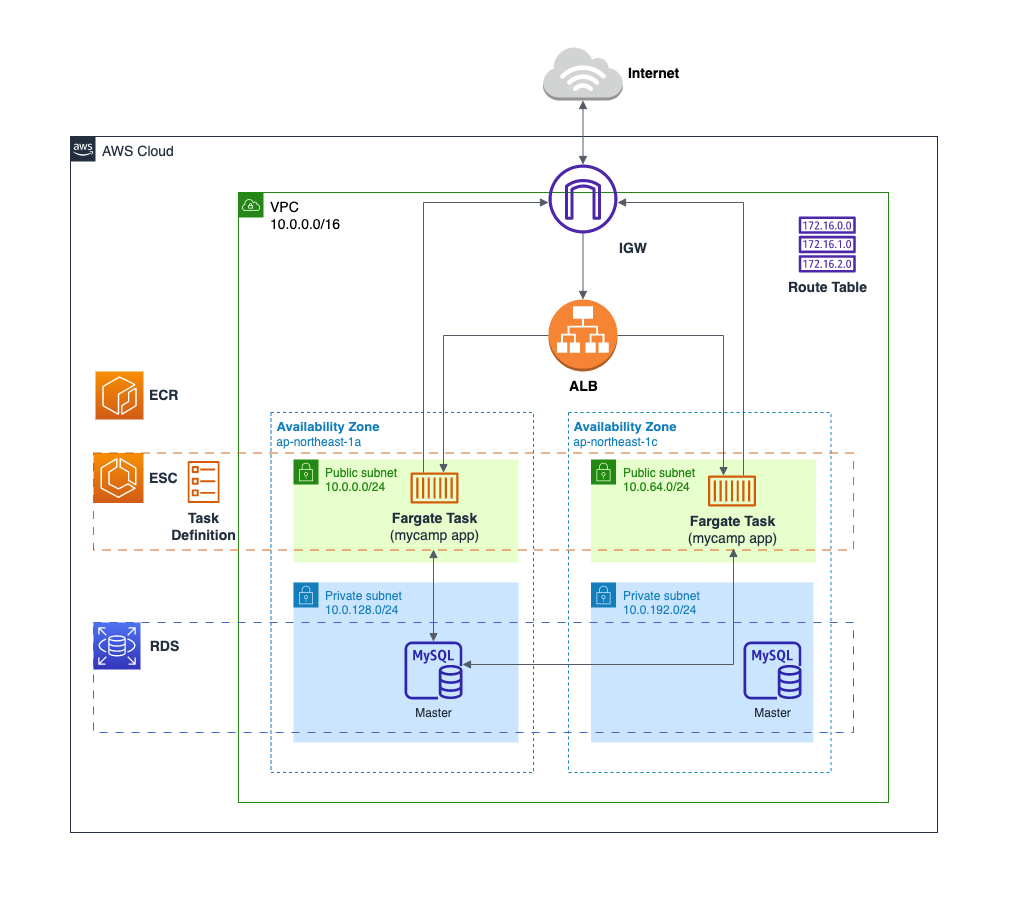 Internet
aws
AWS Cloud
VPC
10.0.0.0/16
IGW
172.16.0.0
172.16.1.0
172.16.2.0
Route Table
ALB
ECR
Availability Zone
ap-northeast-1a
Availability Zone
ap-northeast-1c
ESC
Task
Definition
Public subnet
10.0.0.0/24
Fargate Task
(mycamp app)
Public subnet
10.0.64.0/24
Fargate Task
(mycamp app)
Private subnet
10.0.128.0/24
Private subnet
10.0.192.0/24
RDS
MySQL
Master
MySQL
Master